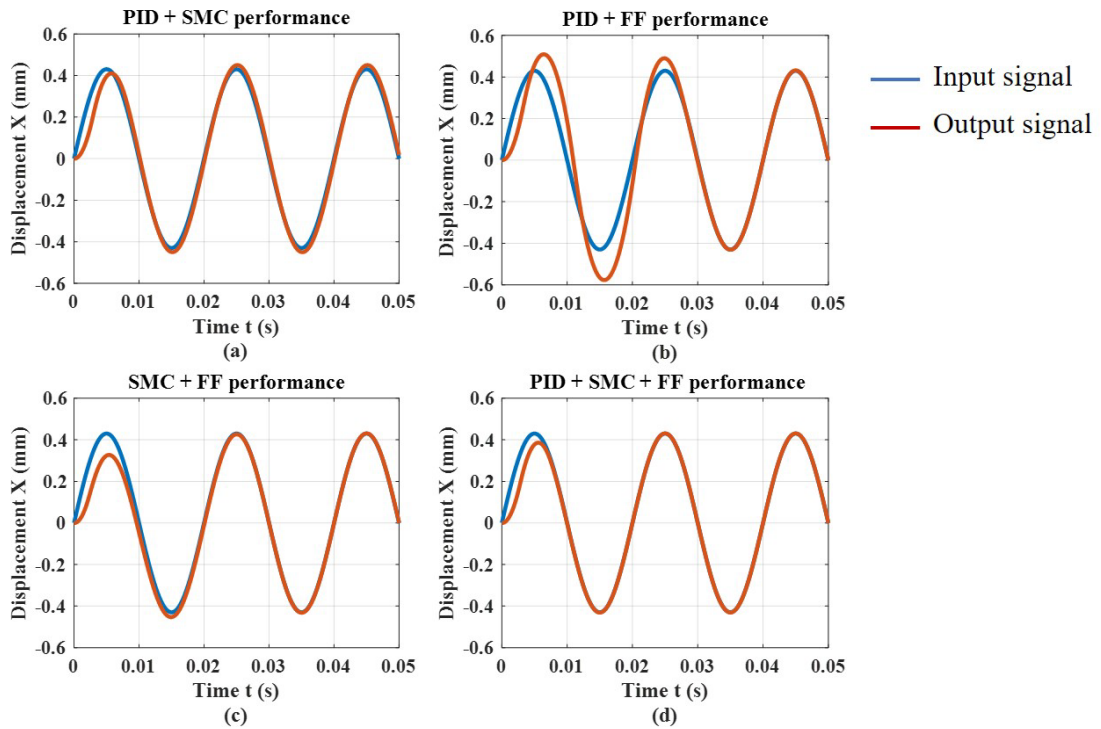 PID + SMC performance
0.6
0.4
0.2
0
-0.2
-0.4
-0.6
Displacement X (mm)
0 0.01 0.02 0.03 0.04 0.05
Time t (s)
(a)
PID + FF performance
0.6
0.4
0.2
0
-0.2
-0.4
-0.6
Displacement X (mm)
0 0.01 0.02 0.03 0.04 0.05
Time t (s)
(b)
Input signal
Output signal
SMC + FF performance
0.6
0.4
0.2
0
-0.2
-0.4
-0.6
Displacement X (mm)
0 0.01 0.02 0.03 0.04 0.05
Time t (s)
(c)
PID + SMC + FF performance
0.6
0.4
0.2
0
-0.2
-0.4
-0.6
Displacement X (mm)
0 0.01 0.02 0.03 0.04 0.05
Time t (s)
(d)